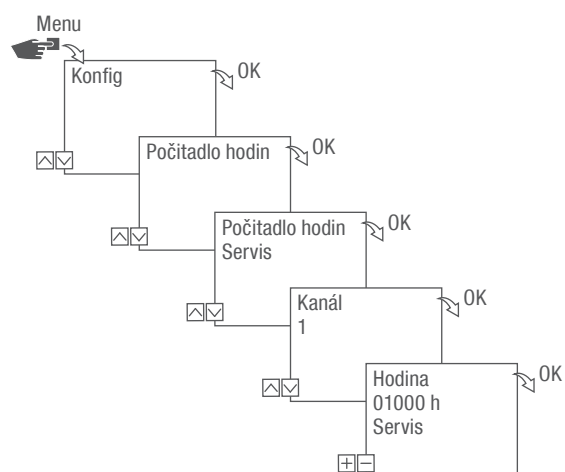 Menu
Konfig
OK
Počitadlo hodin
OK
Počitadlo hodin
Servis
OK
Kanál
1
OK
Hodina
01000 h
Servis
OK